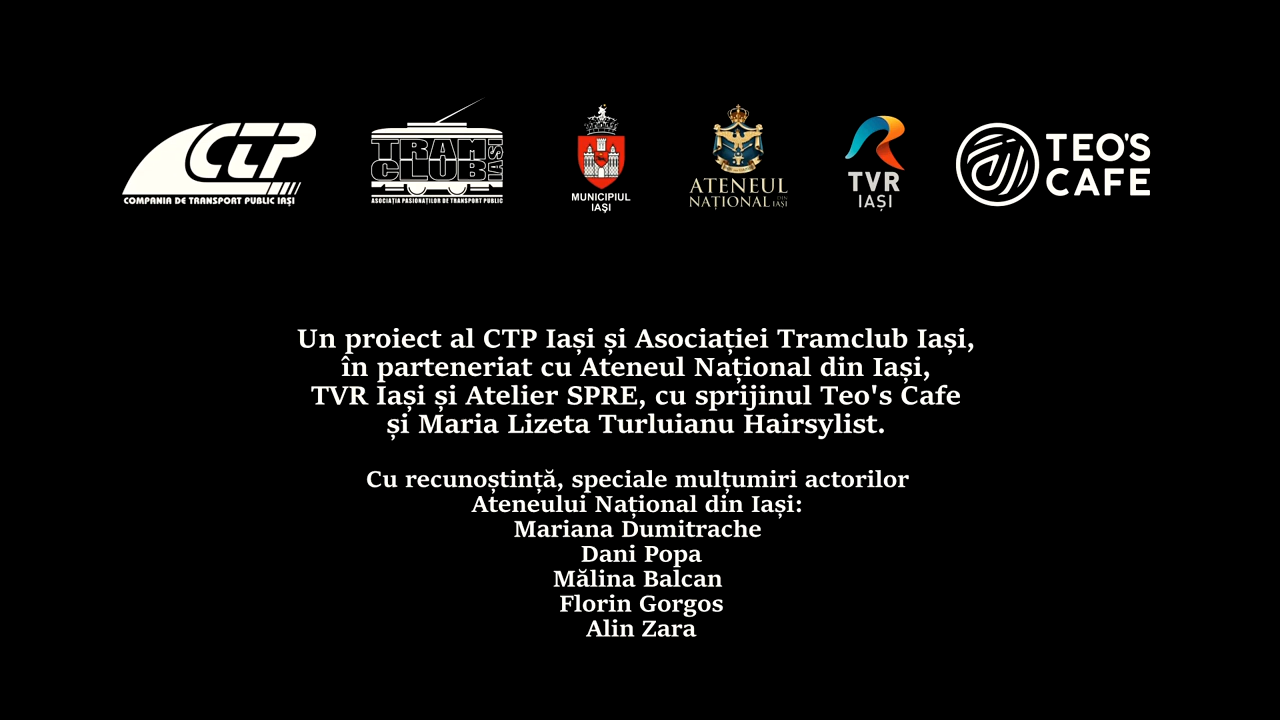 CTP
COMPANIA DE TRANSPORT PUBLIC IAȘI
TRAM
CLUB
IAȘI
ASOCIAȚIA PASIONAȚILOR DE TRANSPORT PUBLIC
MUNICIPIUL
IAŞI
ATENEUL
NAȚIONAL DIN IAȘI
TVR
IAȘI
TEO'S
CAFE
Un proiect al CTP Iași și Asociației Tramclub Iași,
în parteneriat cu Ateneul Național din Iași,
TVR Iași și Atelier SPRE, cu sprijinul Teo's Cafe
și Maria Lizeta Turluianu Hairsylist.
Cu recunoștință, speciale mulțumiri actorilor
Ateneului Național din Iași:
Mariana Dumitrache
Dani Popa
Mălina Balcan
Florin Gorgos
Alin Zara